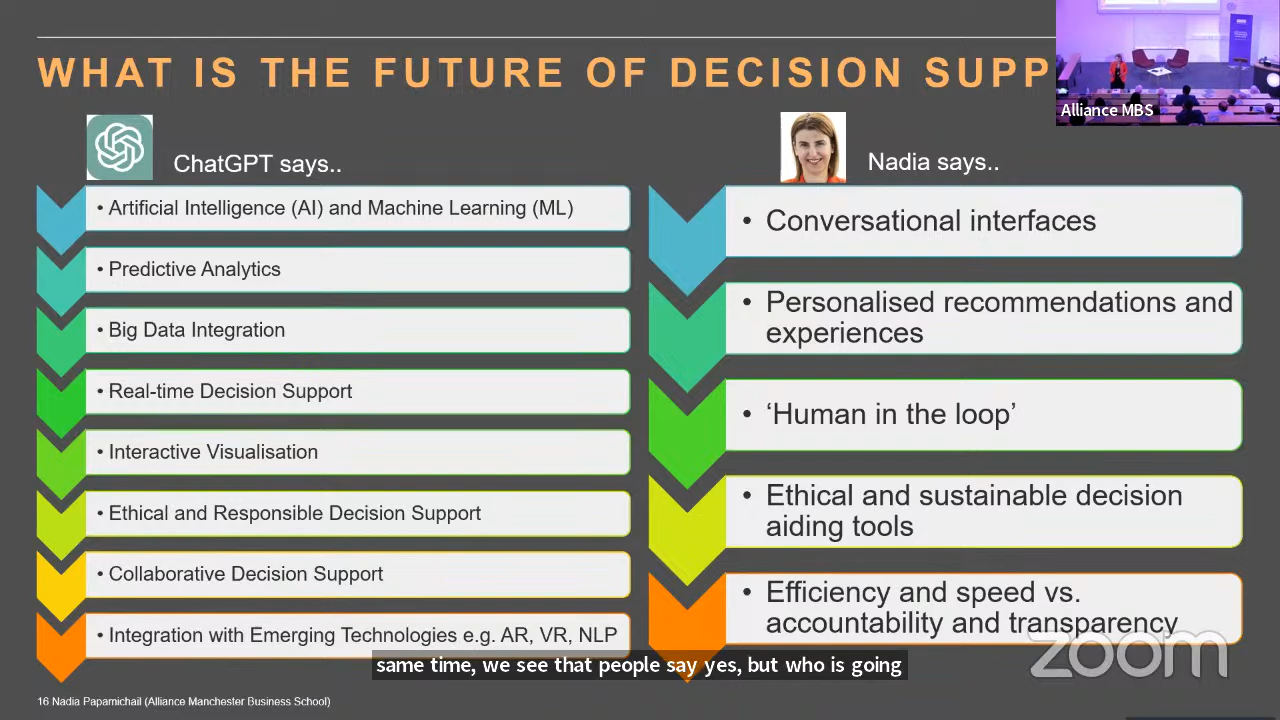 WHAT IS THE FUTURE OF DECISION SUPP
Alliance MBS
ChatGPT says..
• Artificial Intelligence (AI) and Machine Learning (ML)
• Predictive Analytics
• Big Data Integration
• Real-time Decision Support
• Interactive Visualisation
• Ethical and Responsible Decision Support
• Collaborative Decision Support
• Integration with Emerging Technologies e.g. AR, VR, NLP
Nadia says..
• Conversational interfaces
• Personalised recommendations and
experiences
• ‘Human in the loop’
• Ethical and sustainable decision
aiding tools
• Efficiency and speed vs.
accountability and transparency
zoom
same time, we see that people say yes, but who is going
16 Nadia Papamichail (Alliance Manchester Business School)